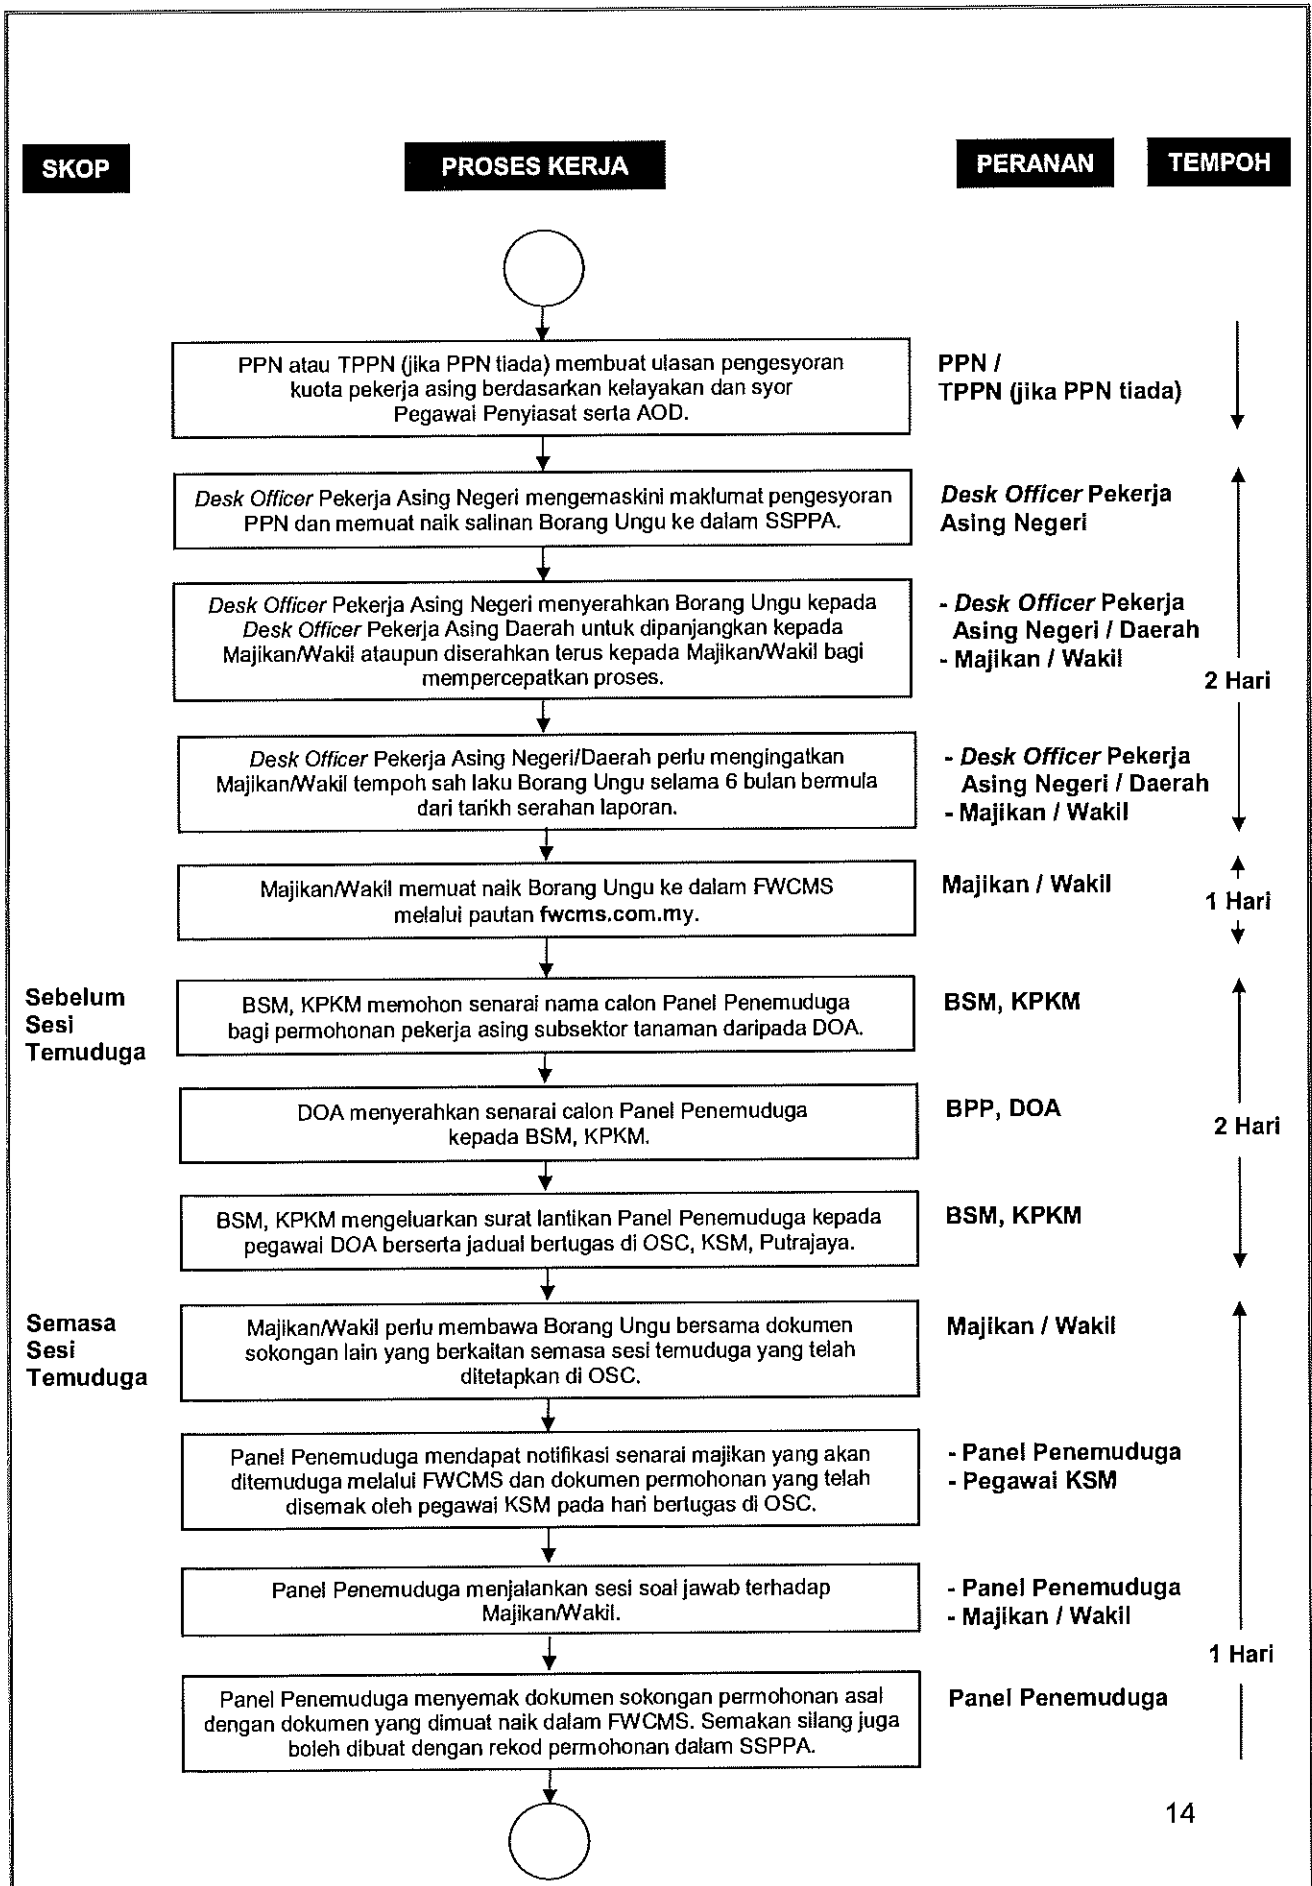 SKOP
PROSES KERJA
PERANAN
TEMPOH
PPN atau TPPN (jika PPN tiada) membuat ulasan pengesyoran
kuota pekerja asing berdasarkan kelayakan dan syor
Pegawai Penyiasat serta AOD.
PPN /
TPPN (jika PPN tiada)
Desk Officer Pekerja Asing Negeri mengemaskini maklumat pengesyoran
PPN dan memuat naik salinan Borang Ungu ke dalam SSPPA.
Desk Officer Pekerja
Asing Negeri
Desk Officer Pekerja Asing Negeri menyerahkan Borang Ungu kepada
Desk Officer Pekerja Asing Daerah untuk dipanjangkan kepada
Majikan/Wakil ataupun diserahkan terus kepada Majikan/Wakil bagi
mempercepatkan proses.
- Desk Officer Pekerja
Asing Negeri / Daerah
- Majikan / Wakil
2 Hari
Desk Officer Pekerja Asing Negeri/Daerah perlu mengingatkan
Majikan/Wakil tempoh sah laku Borang Ungu selama 6 bulan bermula
dari tarikh serahan laporan.
- Desk Officer Pekerja
Asing Negeri / Daerah
- Majikan / Wakil
Majikan/Wakil memuat naik Borang Ungu ke dalam FWCMS
melalui pautan fwcms.com.my.
Majikan / Wakil
1 Hari
Sebelum
Sesi
Temuduga
BSM, KPKM memohon senarai nama calon Panel Penemuduga
bagi permohonan pekerja asing subsektor tanaman daripada DOA.
BSM, KPKM
DOA menyerahkan senarai calon Panel Penemuduga
kepada BSM, KPKM.
BPP, DOA
2 Hari
BSM, KPKM mengeluarkan surat lantikan Panel Penemuduga kepada
pegawai DOA berserta jadual bertugas di OSC, KSM, Putrajaya.
BSM, KPKM
Semasa
Sesi
Temuduga
Majikan/Wakil perlu membawa Borang Ungu bersama dokumen
sokongan lain yang berkaitan semasa sesi temuduga yang telah
ditetapkan di OSC.
Majikan / Wakil
Panel Penemuduga mendapat notifikasi senarai majikan yang akan
ditemuduga melalui FWCMS dan dokumen permohonan yang telah
disemak oleh pegawai KSM pada hari bertugas di OSC.
- Panel Penemuduga
- Pegawai KSM
Panel Penemuduga menjalankan sesi soal jawab terhadap
Majikan/Wakil.
- Panel Penemuduga
- Majikan / Wakil
1 Hari
Panel Penemuduga menyemak dokumen sokongan permohonan asal
dengan dokumen yang dimuat naik dalam FWCMS. Semakan silang juga
boleh dibuat dengan rekod permohonan dalam SSPPA.
Panel Penemuduga
14